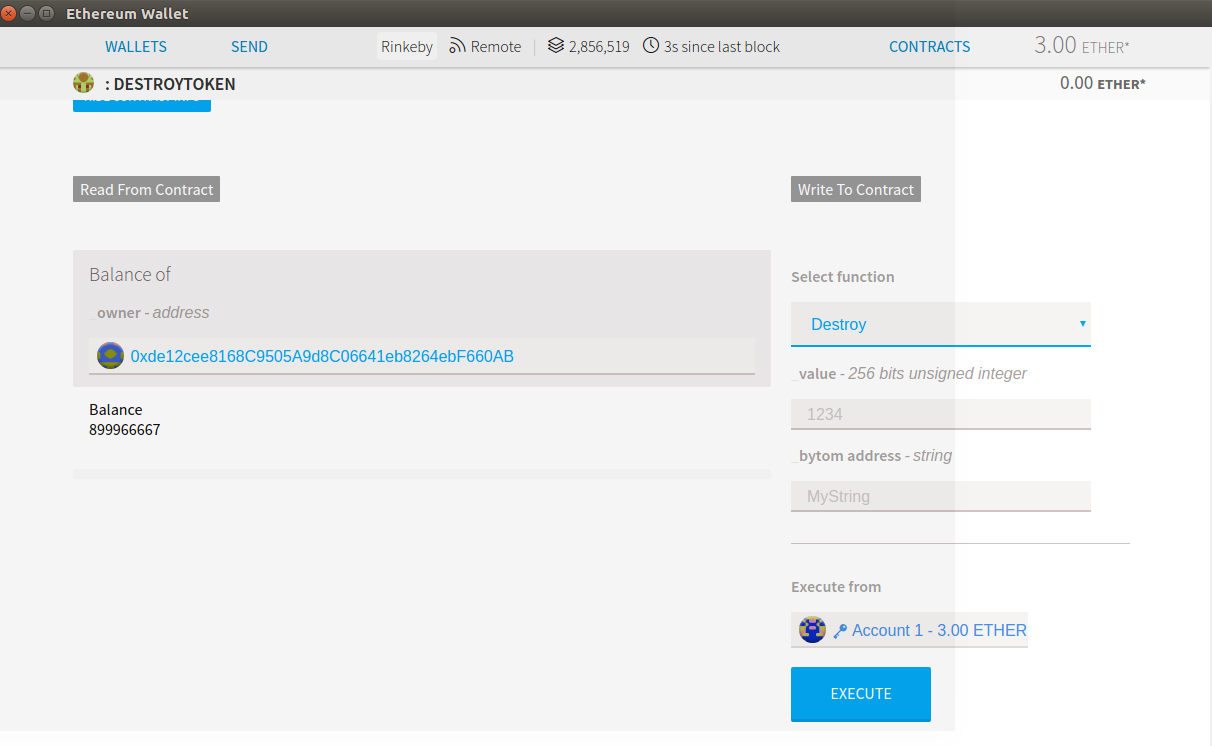 Ethereum Wallet
WALLETS SEND Rinkeby Remote | 2,856,519 3s since last block CONTRACTS 3.00 ETHER*
: DESTROYTOKEN 0.00 ETHER*
Read From Contract
Write To Contract
Balance of
_owner - address
0xde12cee8168C9505A9d8C06641eb8264ebF660AB
Balance
899966667
Select function
Destroy
_value - 256 bits unsigned integer
1234
_bytom address - string
MyString
Execute from
Account 1 - 3.00 ETHER
EXECUTE